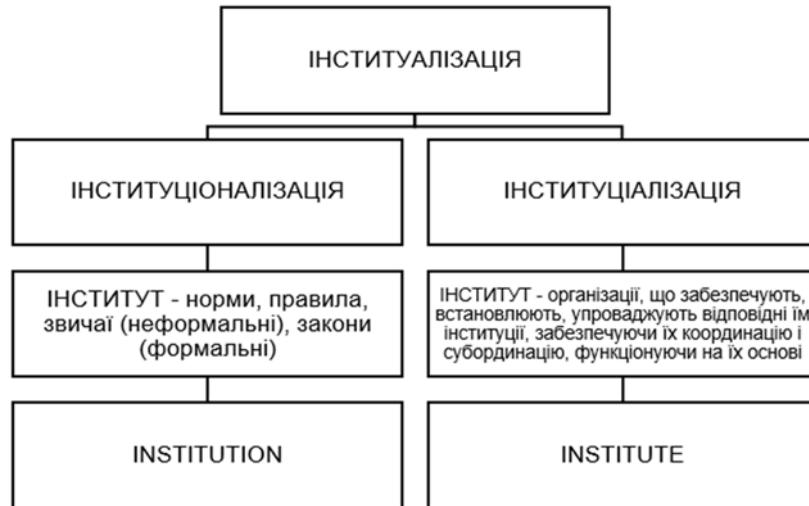 ІНСТИТУАЛІЗАЦІЯ
ІНСТИТУЦІОНАЛІЗАЦІЯ
ІНСТИТУЦІАЛІЗАЦІЯ
ІНСТИТУТ - норми, правила,
звичаї (неформальні), закони
(формальні)
ІНСТИТУТ - організації, що забезпечують,
встановлюють, упроваджують відповідні їм
інституції, забезпечуючи їх координацію і
субординацію, функціонуючи на їх основі
INSTITUTION
INSTITUTE